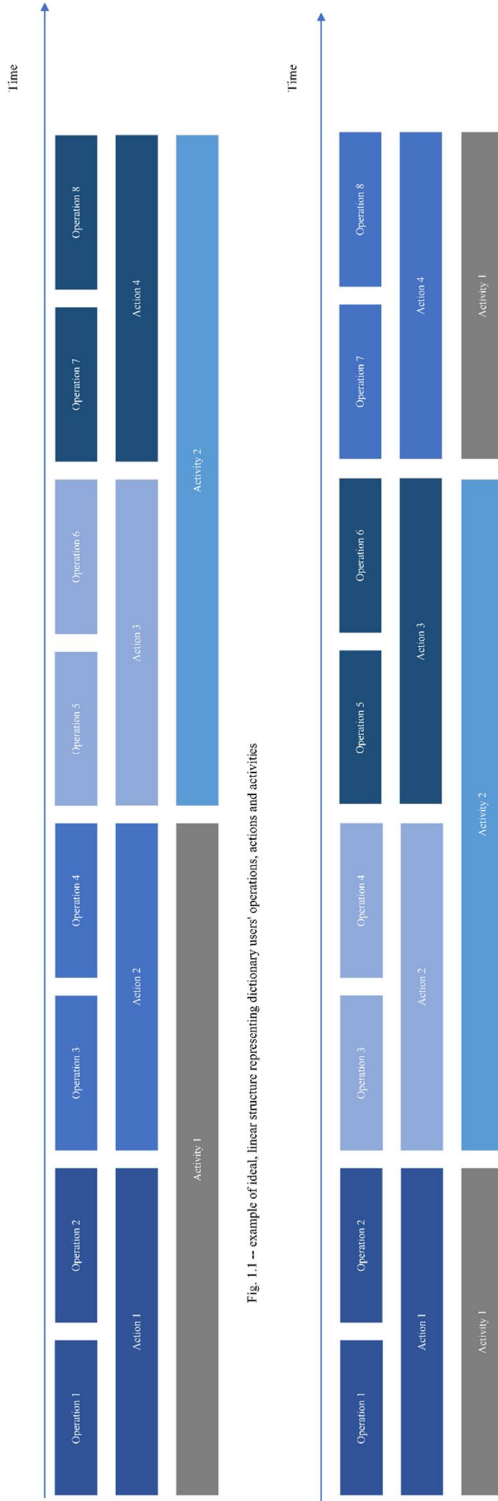 Time
Operation 1
Operation 2
Operation 3
Operation 4
Operation 5
Operation 6
Operation 7
Operation 8
Action 1
Action 2
Action 3
Action 4
Activity 1
Activity 2
Fig. 1.1 -- example of ideal, linear structure representing dictionary users' operations, actions and activities
Time
Operation 1
Operation 2
Operation 3
Operation 4
Operation 5
Operation 6
Operation 7
Operation 8
Action 1
Action 2
Action 3
Action 4
Activity 1
Activity 2
Activity 1